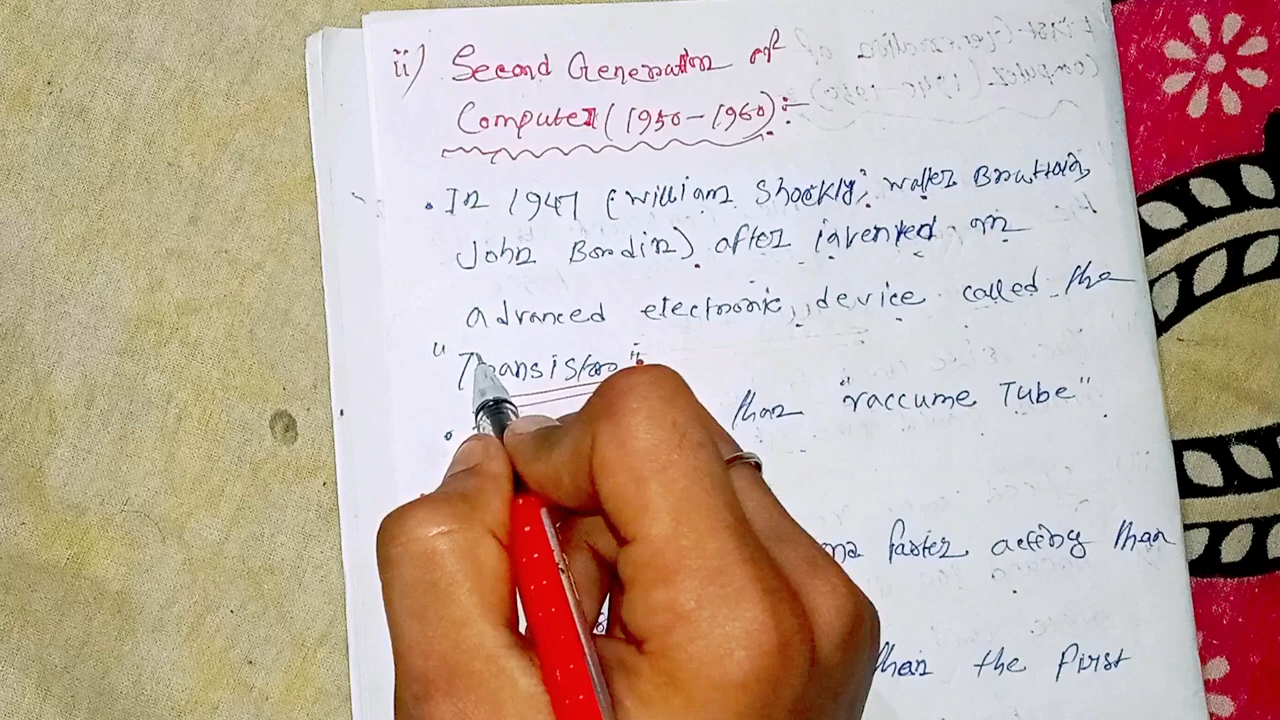 ii) Second Generation of
Computer (1950-1960):-
• In 1947 (William Shockly, Walter Brattain,
John Bardin) after invented an
advanced electronic, device called the
"Transistor"
• than "vaccume Tube"
faster acting than
than the first